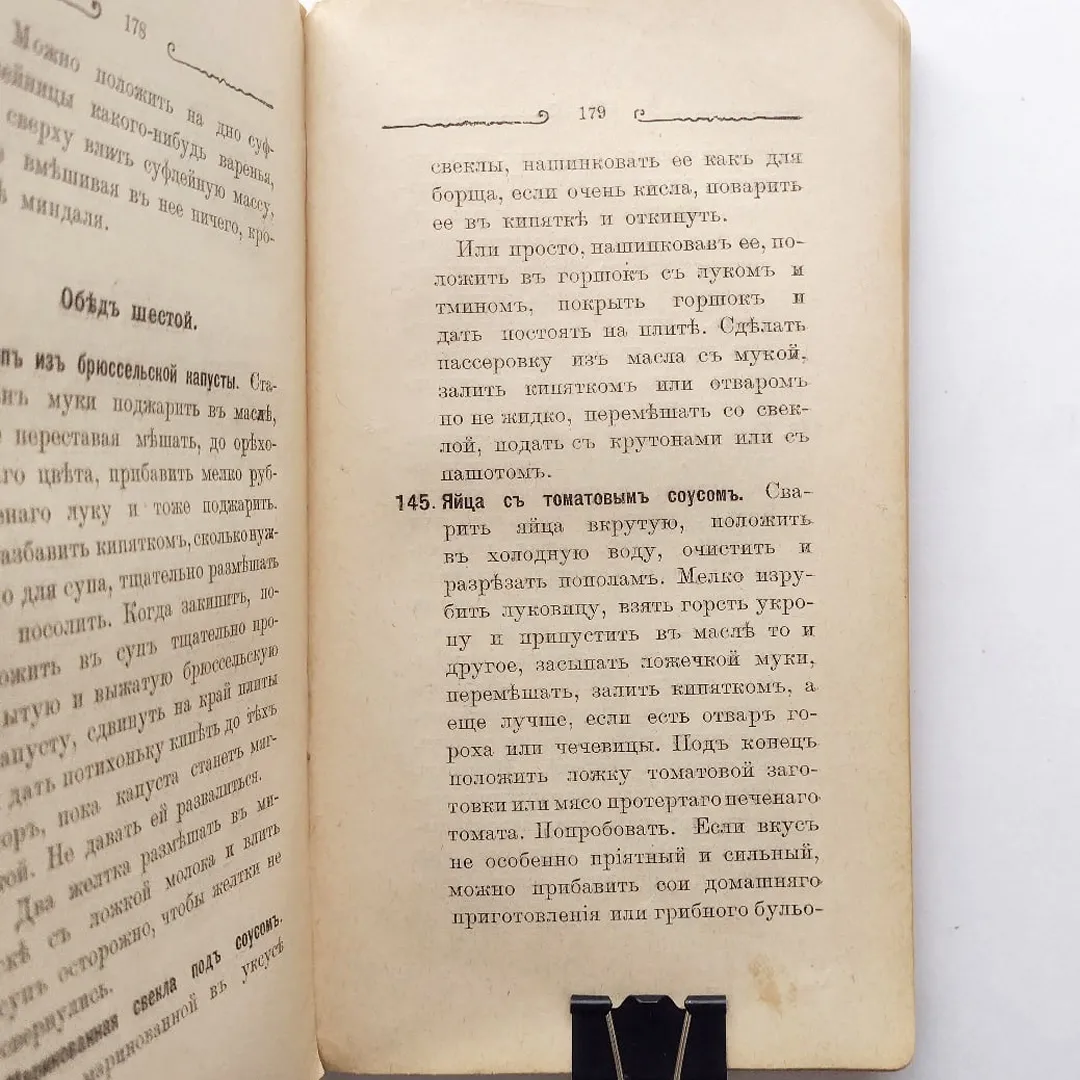 178
Можно положить на дно суф-
какого-нибудь варенья,
сверху влить суфлейную массу,
вмѣшивая въ нее ничего, кро-
миндаля.
Обѣдъ шестой.
изъ брюссельской капусты. Ста-
муки поджарить въ маслѣ,
переставая мѣшать, до орѣхо-
цвѣта, прибавить мелко руб-
луку и тоже поджарить.
кипяткомъ, сколько нуж-
для супа, тщательно размѣшать
посолить. Когда закипитъ, по-
въ супъ тщательно про-
и выжатую брюссельскую
сдвинуть на край плиты
дать потихоньку кипѣть до тѣхъ
пока капуста станетъ мяг-
Не давать ей развалиться.
Два желтка размѣшать въ ми-
съ ложкой молока и влить
осторожно, чтобы желтки не
свернулись.
свекла подъ соусомъ.
маринованной въ уксусѣ
179
свеклы, нашинковать ее какъ для
борща, если очень кисла, поварить
ее въ кипяткѣ и откинуть.
Или просто, нашинковавъ ее, по-
ложить въ горшокъ съ лукомъ и
тминомъ, покрыть горшокъ и
дать постоять на плитѣ. Сдѣлать
пассеровку изъ масла съ мукой,
залить кипяткомъ или отваромъ
но не жидко, перемѣшать со свек-
лой, подать съ крутонами или съ
пашотомъ.
145. Яйца съ томатовымъ соусомъ. Сва-
рить яйца вкрутую, положить
въ холодную воду, очистить и
разрѣзать пополамъ. Мелко изру-
бить луковицу, взять горсть укро-
пу и припустить въ маслѣ то и
другое, засыпать ложечкой муки,
перемѣшать, залить кипяткомъ, а
еще лучше, если есть отваръ го-
роха или чечевицы. Подъ конецъ
положить ложку томатовой заго-
товки или мясо протертаго печенаго
томата. Попробовать. Если вкусъ
не особенно пріятный и сильный,
можно прибавить сои домашняго
приготовленія или грибного бульо-